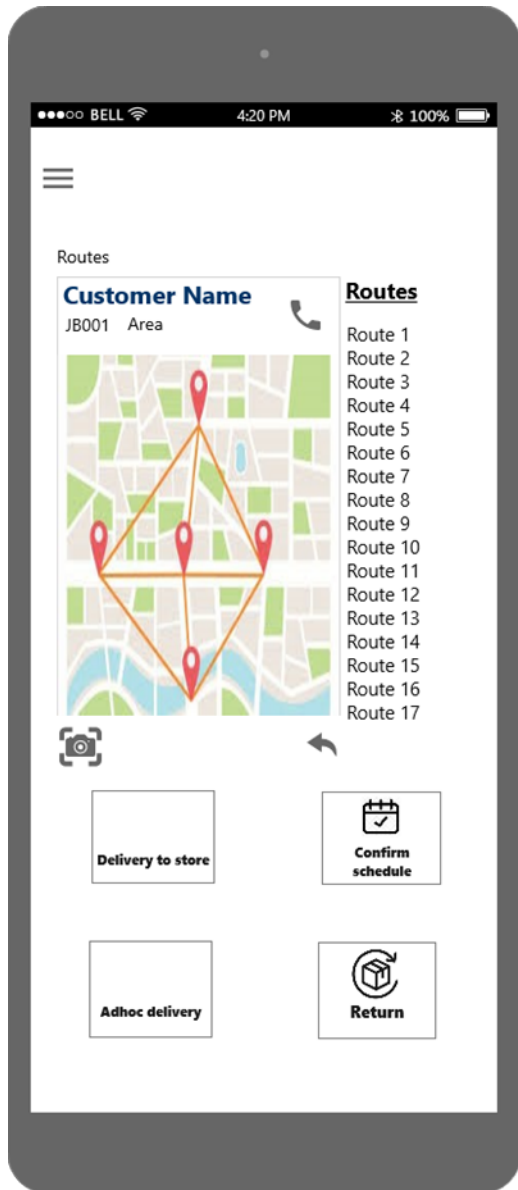 BELL 4:20 PM 100%
Routes
Customer Name
JB001 Area
Routes
Route 1
Route 2
Route 3
Route 4
Route 5
Route 6
Route 7
Route 8
Route 9
Route 10
Route 11
Route 12
Route 13
Route 14
Route 15
Route 16
Route 17
Delivery to store
Confirm
schedule
Adhoc delivery
Return